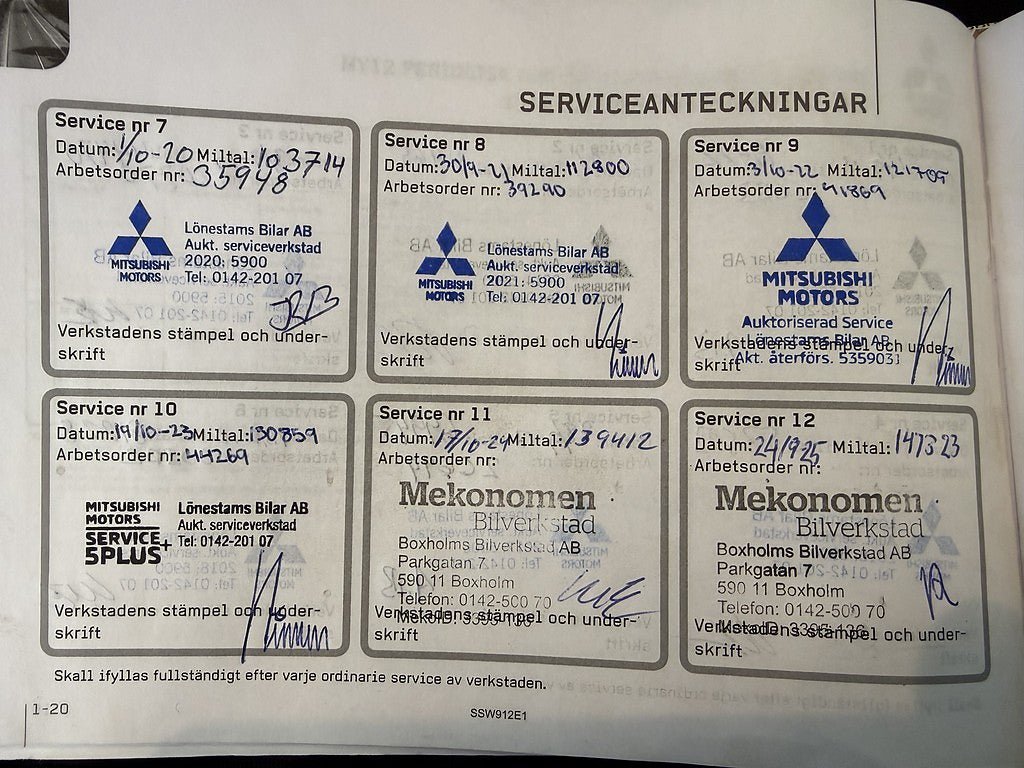 SERVICEANTECKNINGAR
Service nr 7
Datum: 1/10-20 Miltal: 103714
Arbetsorder nr: 35948
MITSUBISHI
MOTORS
Lönestams Bilar AB
Aukt. serviceverkstad
2020: 5900
Tel: 0142-201 07
Verkstadens stämpel och under-
skrift
Service nr 8
Datum: 30/9-21 Miltal: 112800
Arbetsorder nr: 39290
MITSUBISHI
MOTORS
Lönestams Bilar AB
Aukt. serviceverkstad
2021: 5900
Tel: 0142-201 07
Verkstadens stämpel och under-
skrift
Service nr 9
Datum: 3/10-22 Miltal: 121705
Arbetsorder nr: 41869
MITSUBISHI
MOTORS
Auktoriserad Service
Lönestams Bilar AB
Akt. återförs. 5359031
Verkstadens stämpel och under-
skrift
Service nr 10
Datum: 19/10-23 Miltal: 130859
Arbetsorder nr: 44269
MITSUBISHI
MOTORS
SERVICE
5PLUS+
Lönestams Bilar AB
Aukt. serviceverkstad
Tel: 0142-201 07
Verkstadens stämpel och under-
skrift
Service nr 11
Datum: 17/10-24 Miltal: 139412
Arbetsorder nr:
Mekonomen
Bilverkstad
Boxholms Bilverkstad AB
Parkgatan 7
590 11 Boxholm
Telefon: 0142-500 70
Verkstadens stämpel och under-
skrift
Service nr 12
Datum: 24/9 25 Miltal: 147323
Arbetsorder nr:
Mekonomen
Bilverkstad
Boxholms Bilverkstad AB
Parkgatan 7
590 11 Boxholm
Telefon: 0142-500 70
Verkstadens stämpel och under-
skrift
Skall ifyllas fullständigt efter varje ordinarie service av verkstaden.
1-20
SSW912E1